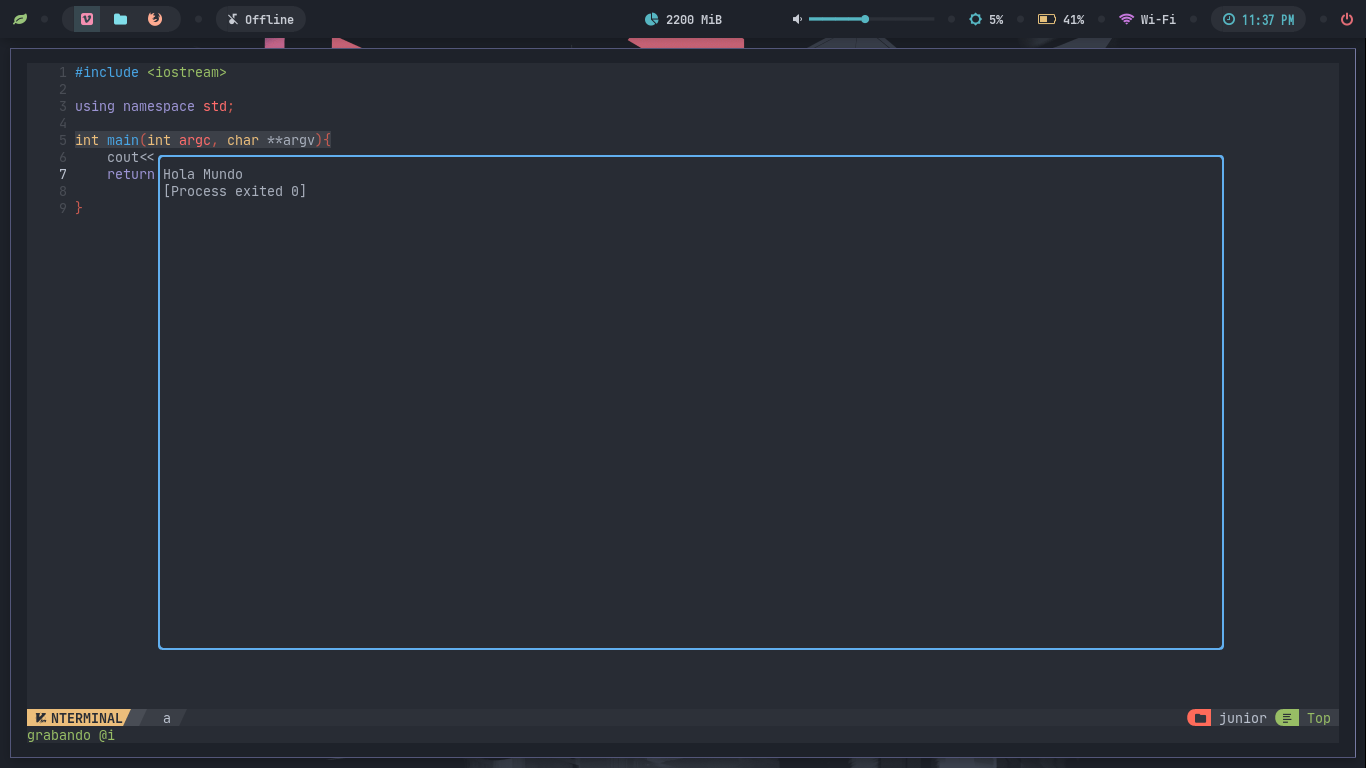 Offline 2200 MiB 5% 41% Wi-Fi 11:37 PM
1 #include <iostream>
2
3 using namespace std;
4
5 int main(int argc, char **argv){
6 cout<<
7 return Hola Mundo
8 [Process exited 0]
9 }
NTERMINAL a junior Top
grabando @i